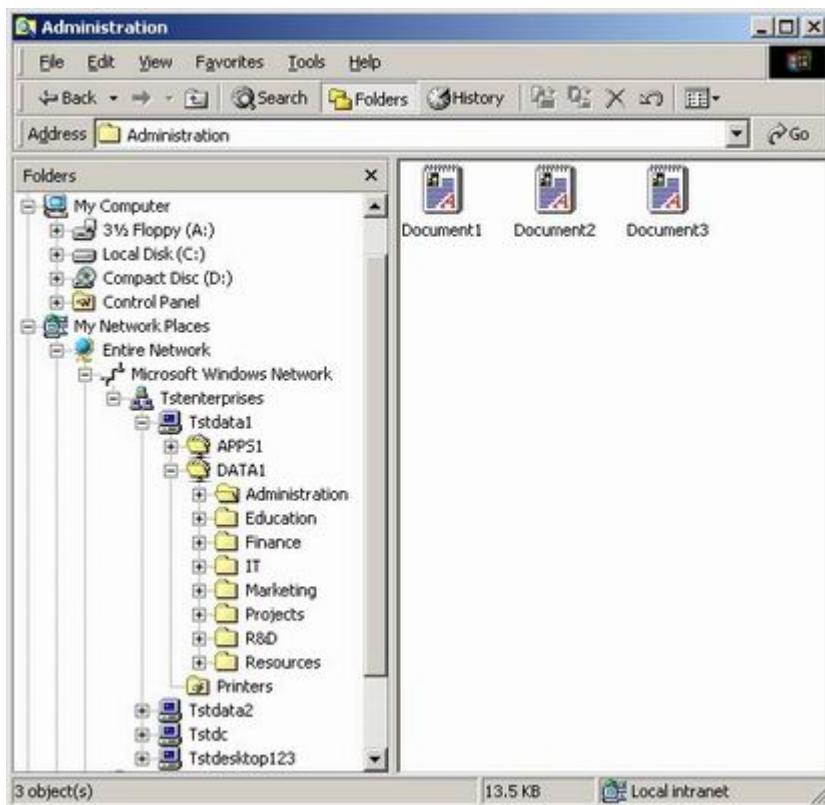 Administration
File Edit View Favorites Tools Help
Back Search Folders History
Address Administration Go
Folders
My Computer
3½ Floppy (A:)
Local Disk (C:)
Compact Disc (D:)
Control Panel
My Network Places
Entire Network
Microsoft Windows Network
Tstenterprises
Tstdata1
APPS1
DATA1
Administration
Education
Finance
IT
Marketing
Projects
R&D
Resources
Printers
Tstdata2
Tstdc
Tstdesktop123
Document1 Document2 Document3
3 object(s) 13.5 KB Local intranet